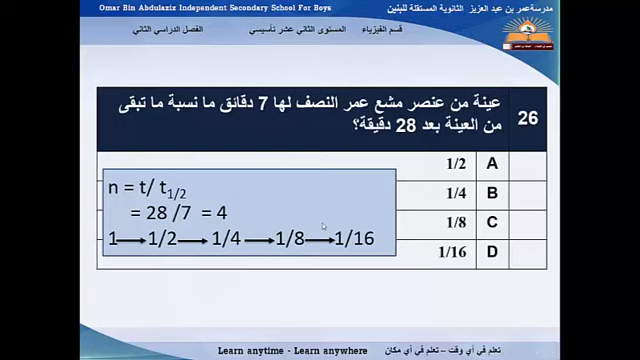 Omar Bin Abdulaziz Independent Secondary School For Boys
مدرسة عمر بن عبد العزيز الثانوية المستقلة للبنين
قسم الفيزياء المستوى الثاني عشر تأسيسي الفصل الدراسي الثاني
26
عينة من عنصر مشع عمر النصف لها 7 دقائق ما نسبة ما تبقى
من العينة بعد 28 دقيقة؟
A 1/2
B 1/4
C 1/8
D 1/16
n = t/ t1/2
= 28 /7 = 4
1 → 1/2 → 1/4 → 1/8 → 1/16
Learn anytime - Learn anywhere
تعلم في أي وقت – تعلم في أي مكان